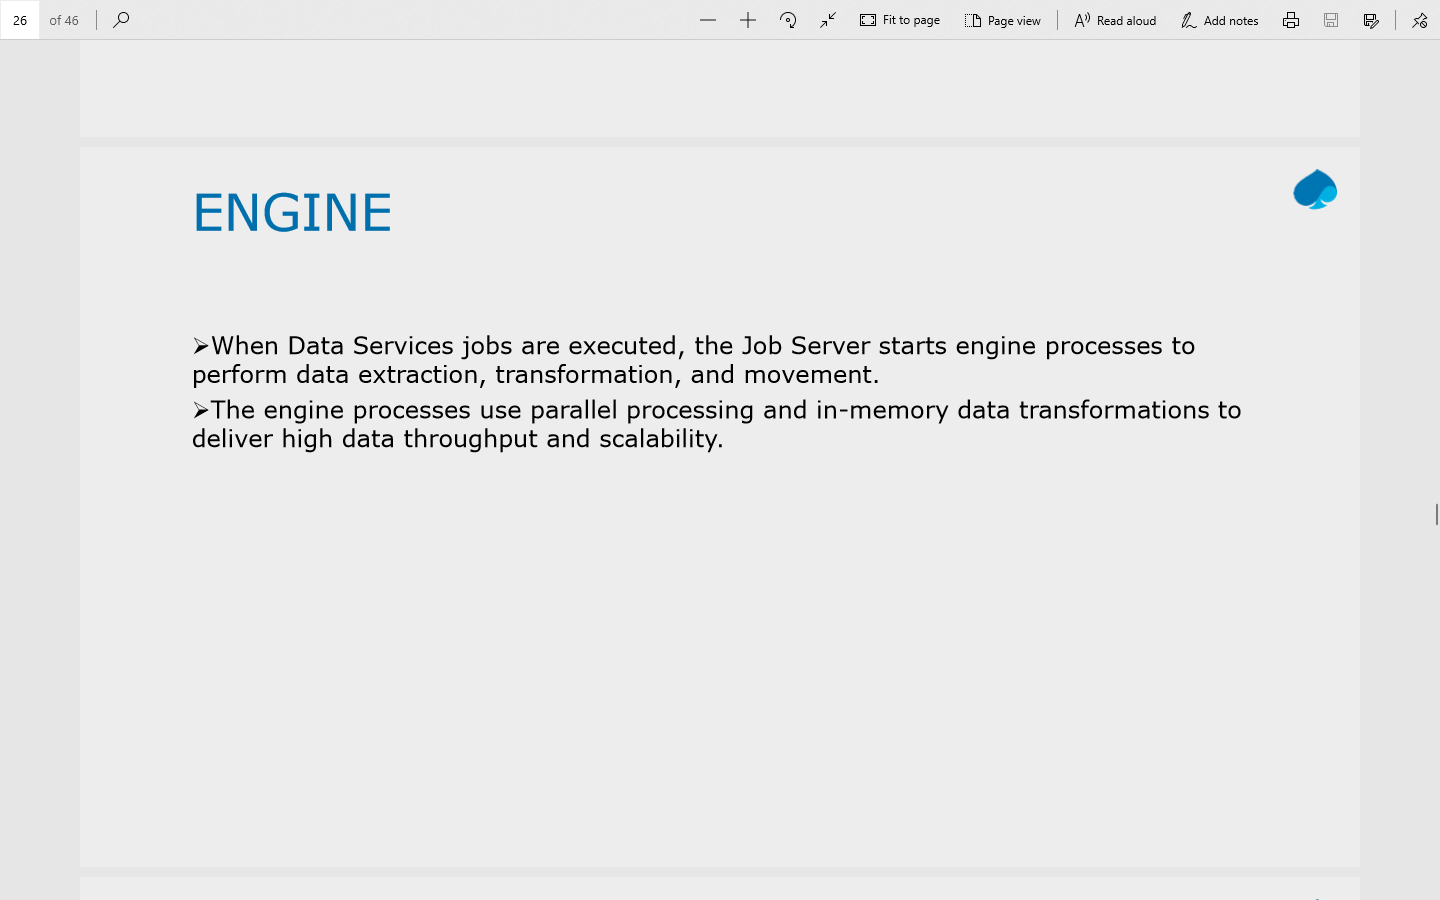 26 of 46 Fit to page Page view Read aloud Add notes
ENGINE
➢When Data Services jobs are executed, the Job Server starts engine processes to
perform data extraction, transformation, and movement.
➢The engine processes use parallel processing and in-memory data transformations to
deliver high data throughput and scalability.